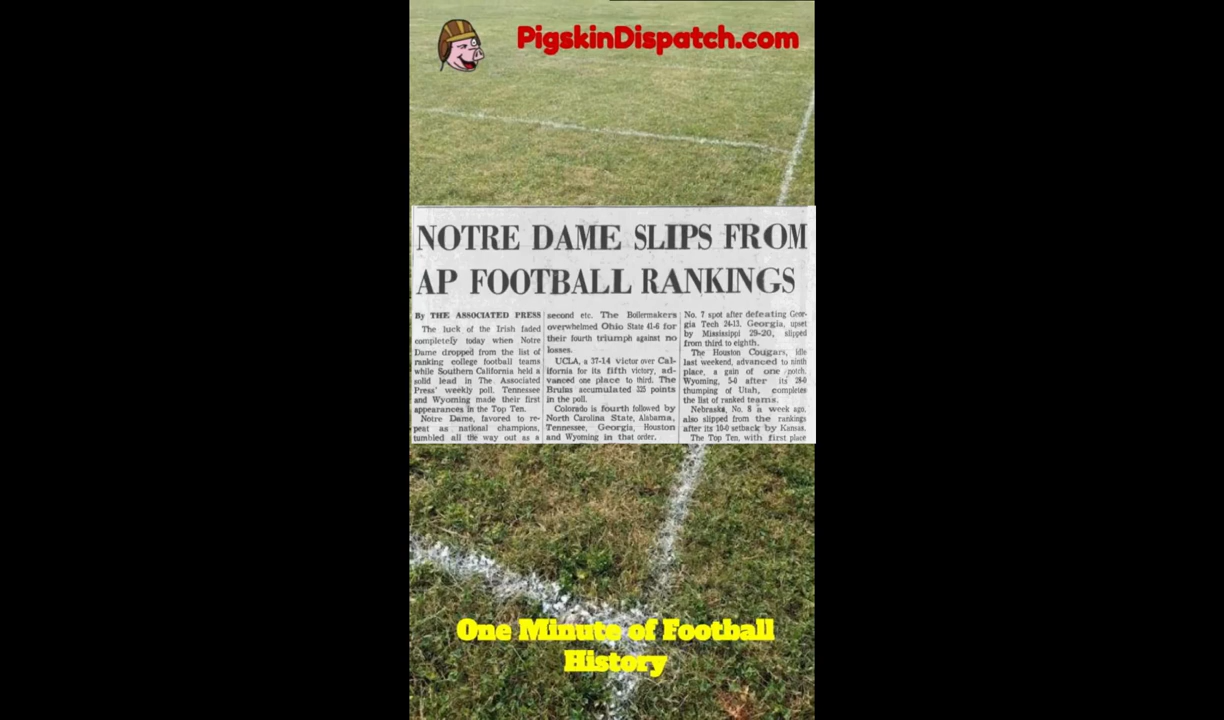 PigskinDispatch.com
NOTRE DAME SLIPS FROM
AP FOOTBALL RANKINGS
By THE ASSOCIATED PRESS
The luck of the Irish faded
completely today when Notre
Dame dropped from the list of
ranking college football teams
while Southern California held a
solid lead in The Associated
Press' weekly poll. Tennessee
and Wyoming made their first
appearances in the Top Ten.
Notre Dame, favored to re-
peat as national champions,
tumbled all the way out as a
second etc. The Boilermakers
overwhelmed Ohio State 41-6 for
their fourth triumph against no
losses.
UCLA, a 37-14 victor over Cal-
ifornia for its fifth victory, ad-
vanced one place to third. The
Bruins accumulated 325 points
in the poll.
Colorado is fourth followed by
North Carolina State, Alabama,
Tennessee, Georgia, Houston
and Wyoming in that order.
No. 7 spot after defeating Geor-
gia Tech 24-13. Georgia, upset
by Mississippi 29-20, slipped
from third to eighth.
The Houston Cougars, idle
last weekend, advanced to ninth
place, a gain of one notch.
Wyoming, 5-0 after its 28-0
thumping of Utah, completes
the list of ranked teams.
Nebraska, No. 8 a week ago,
also slipped from the rankings
after its 10-0 setback by Kansas.
The Top Ten, with first place
One Minute of Football
History